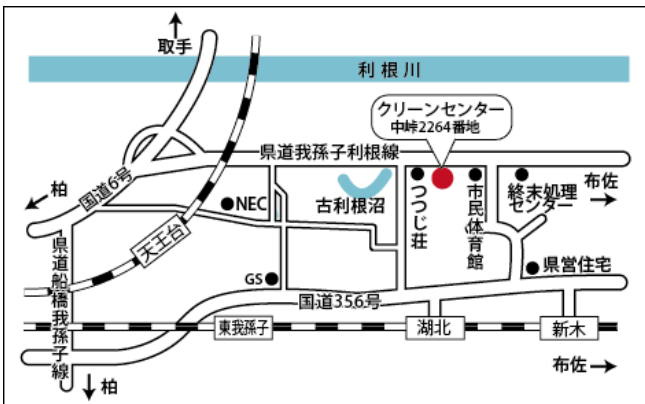 取手
利根川
クリーンセンター
中峠2264番地
県道我孫子利根線
柏
国道6号
NEC
古利根沼
つつじ荘
市民体育館
終末処理
センター
布佐
天王台
県道船橋我孫子線
GS
国道356号
県営住宅
東我孫子
湖北
新木
布佐
柏